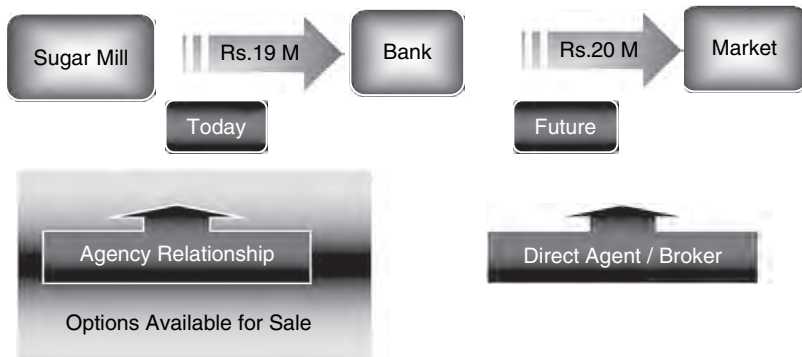 Sugar Mill
Rs.19 M
Bank
Rs.20 M
Market
Today
Future
Agency Relationship
Direct Agent / Broker
Options Available for Sale